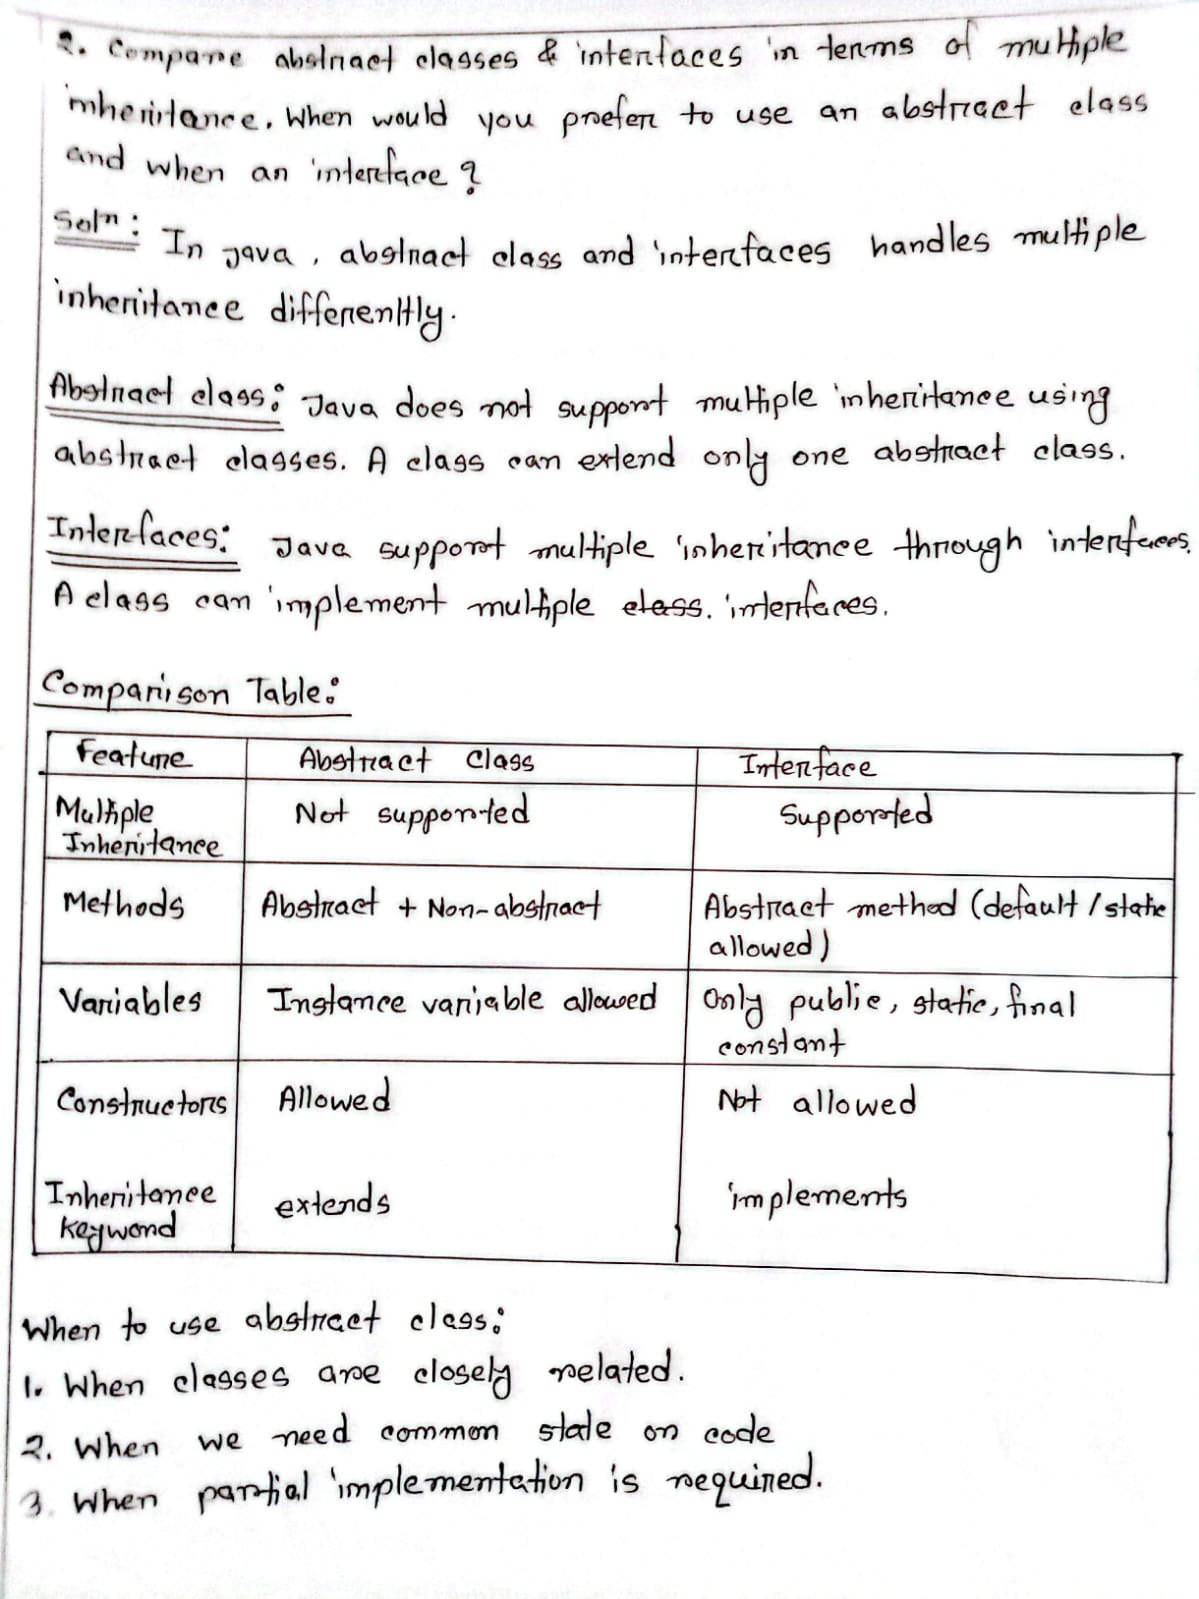 2. Compare abstract classes & interfaces in terms of multiple
inheritance. When would you prefer to use an abstract class
and when an interface?
Solⁿ: In java, abstract class and interfaces handles multiple
inheritance differently.
Abstract class: Java does not support multiple inheritance using
abstract classes. A class can extend only one abstract class.
Interfaces: Java support multiple inheritance through interfaces.
A class can implement multiple class. interfaces.
Comparison Table:
Feature Abstract Class Interface
Multiple Not supported Supported
Inheritance
Methods Abstract + Non-abstract Abstract method (default/static
allowed)
Variables Instance variable allowed Only public, static, final
constant
Constructors Allowed Not allowed
Inheritance extends implements
keyword
When to use abstract class:
1. When classes are closely related.
2. When we need common state or code
3. When partial implementation is required.